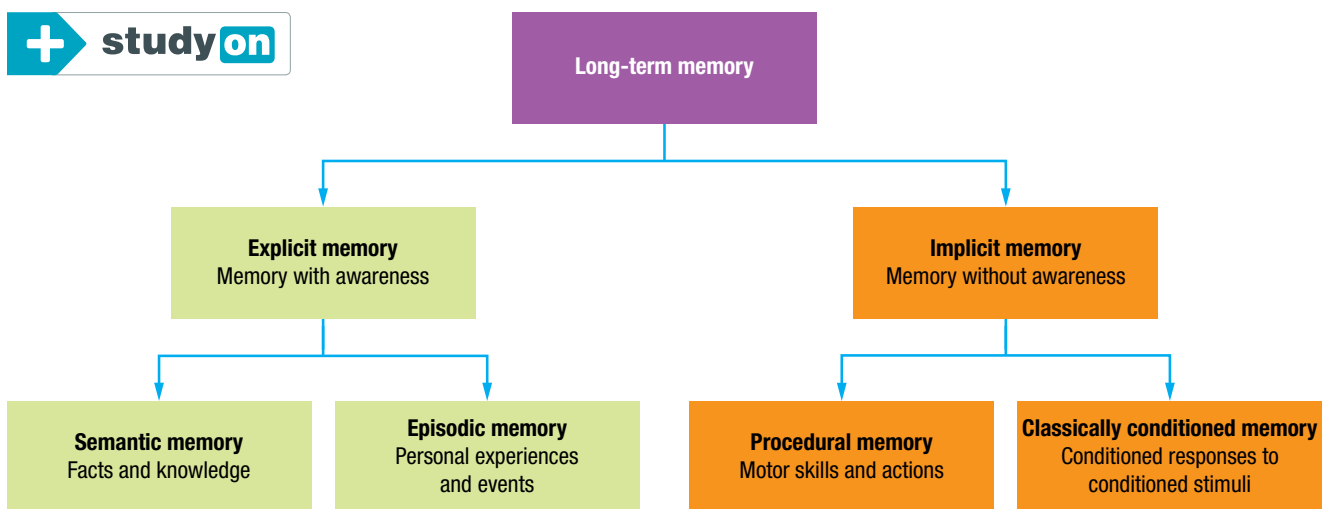 studyon
Long-term memory
Explicit memory
Memory with awareness
Implicit memory
Memory without awareness
Semantic memory
Facts and knowledge
Episodic memory
Personal experiences
and events
Procedural memory
Motor skills and actions
Classically conditioned memory
Conditioned responses to
conditioned stimuli